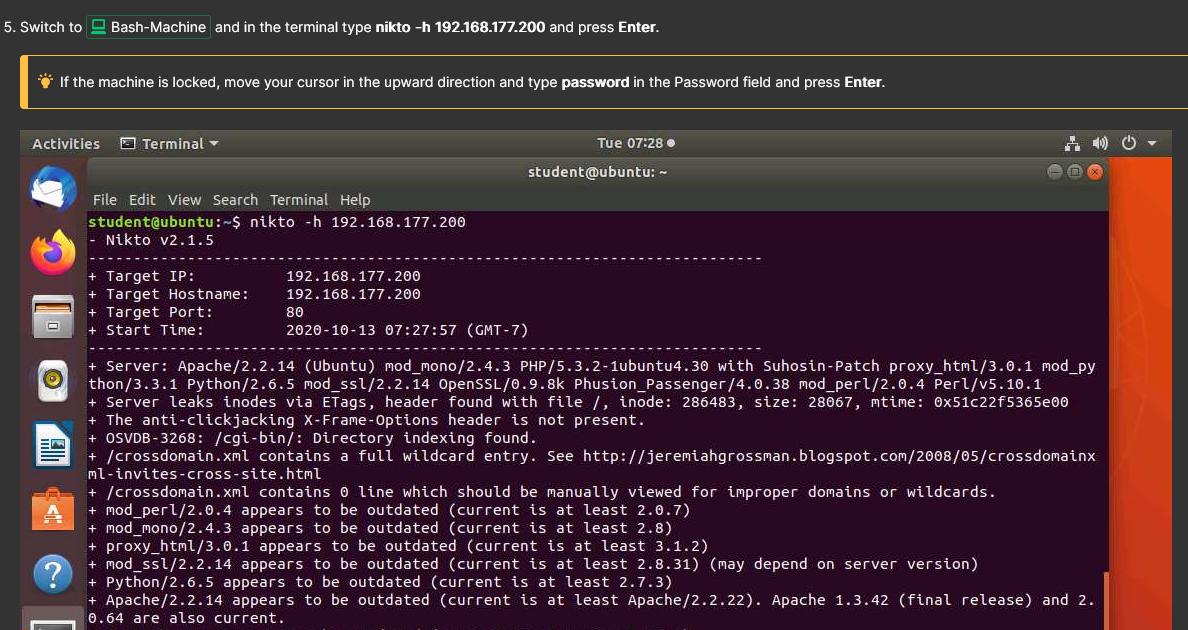 5. Switch to Bash-Machine and in the terminal type nikto -h 192.168.177.200 and press Enter.
If the machine is locked, move your cursor in the upward direction and type password in the Password field and press Enter.
Activities Terminal Tue 07:28
student@ubuntu: ~
File Edit View Search Terminal Help
student@ubuntu:~$ nikto -h 192.168.177.200
- Nikto v2.1.5
---------------------------------------------------------------------------
+ Target IP:          192.168.177.200
+ Target Hostname:    192.168.177.200
+ Target Port:        80
+ Start Time:         2020-10-13 07:27:57 (GMT-7)
---------------------------------------------------------------------------
+ Server: Apache/2.2.14 (Ubuntu) mod_mono/2.4.3 PHP/5.3.2-1ubuntu4.30 with Suhosin-Patch proxy_html/3.0.1 mod_py
thon/3.3.1 Python/2.6.5 mod_ssl/2.2.14 OpenSSL/0.9.8k Phusion_Passenger/4.0.38 mod_perl/2.0.4 Perl/v5.10.1
+ Server leaks inodes via ETags, header found with file /, inode: 286483, size: 28067, mtime: 0x51c22f5365e00
+ The anti-clickjacking X-Frame-Options header is not present.
+ OSVDB-3268: /cgi-bin/: Directory indexing found.
+ /crossdomain.xml contains a full wildcard entry. See http://jeremiahgrossman.blogspot.com/2008/05/crossdomainx
ml-invites-cross-site.html
+ /crossdomain.xml contains 0 line which should be manually viewed for improper domains or wildcards.
+ mod_perl/2.0.4 appears to be outdated (current is at least 2.0.7)
+ mod_mono/2.4.3 appears to be outdated (current is at least 2.8)
+ proxy_html/3.0.1 appears to be outdated (current is at least 3.1.2)
+ mod_ssl/2.2.14 appears to be outdated (current is at least 2.8.31) (may depend on server version)
+ Python/2.6.5 appears to be outdated (current is at least 2.7.3)
+ Apache/2.2.14 appears to be outdated (current is at least Apache/2.2.22). Apache 1.3.42 (final release) and 2.
0.64 are also current.